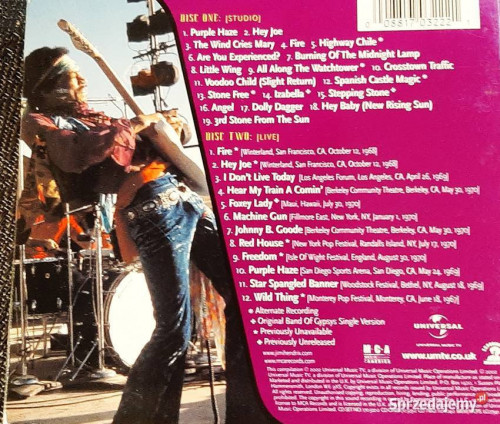 DISC ONE: [STUDIO]
1. Purple Haze 2. Hey Joe
3. The Wind Cries Mary 4. Fire 5. Highway Chile *
6. Are You Experienced? 7. Burning Of The Midnight Lamp
8. Little Wing 9. All Along The Watchtower * 10. Crosstown Traffic
11. Voodoo Child (Slight Return) 12. Spanish Castle Magic *
13. Stone Free * 14. Izabella * 15. Stepping Stone *
16. Angel 17. Dolly Dagger 18. Hey Baby (New Rising Sun)
19. 3rd Stone From The Sun
DISC TWO: [LIVE]
1. Fire * [Winterland, San Francisco, CA, October 12, 1968]
2. Hey Joe * [Winterland, San Francisco, CA, October 12, 1968]
3. I Don't Live Today [Los Angeles Forum, Los Angeles, CA, April 26, 1969]
4. Hear My Train A Comin' [Berkeley Community Theatre, Berkeley, CA, May 30, 1970]
5. Foxey Lady * [Maui, Hawaii, July 30, 1970]
6. Machine Gun [Fillmore East, New York, NY, January 1, 1970]
7. Johnny B. Goode [Berkeley Community Theatre, Berkeley, CA, May 30, 1970]
8. Red House * [New York Pop Festival, Randalls Island, NY, July 17, 1970]
9. Freedom * [Isle Of Wight Festival, England, August 30, 1970]
10. Purple Haze [San Diego Sports Arena, San Diego, CA, May 24, 1969]
11. Star Spangled Banner [Woodstock Festival, Bethel, NY, August 18, 1969]
12. Wild Thing * [Monterey Pop Festival, Monterey, CA, June 18, 1967]
Alternate Recording
Original Band Of Gypsys Single Version
Previously Unavailable
Previously Unreleased
www.jimihendrix.com
www.mcarecords.com
MCA
UNIVERSAL
www.umtv.co.uk
Sprzedajemy.pl